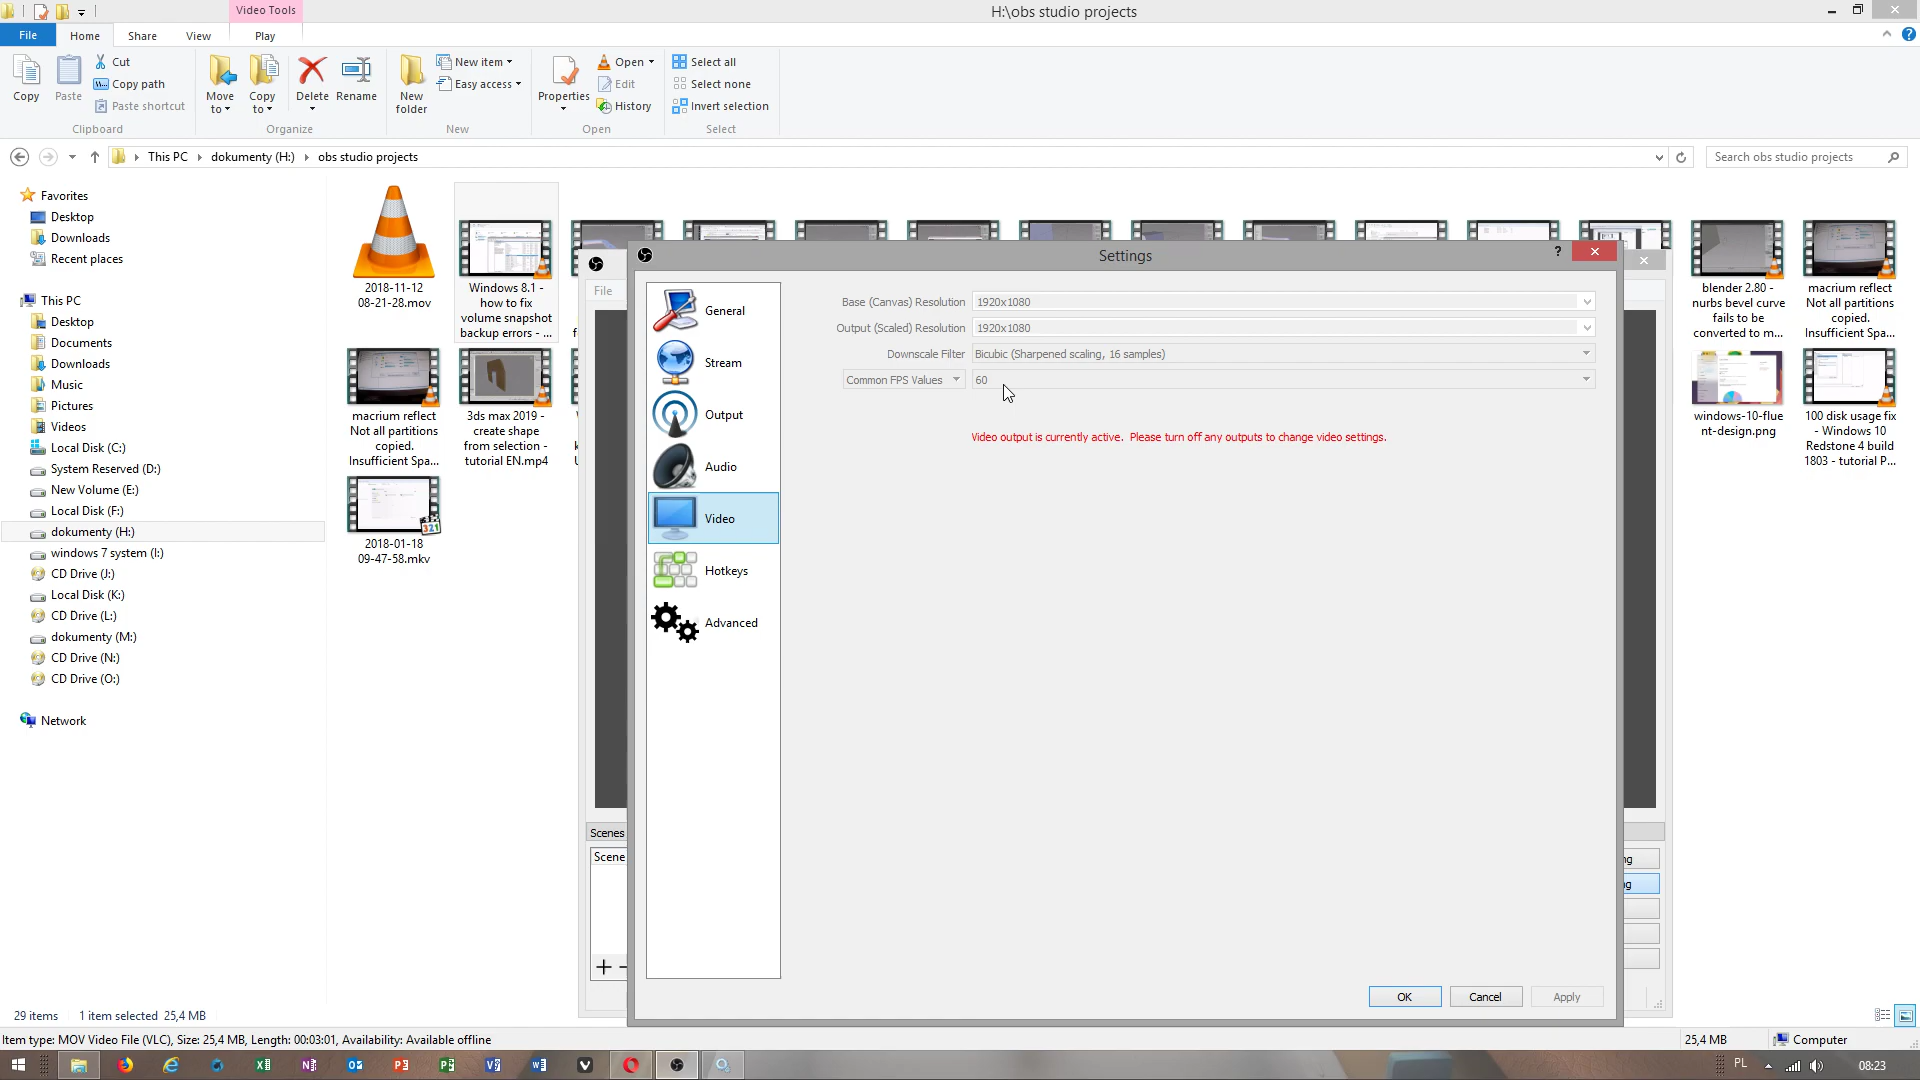 Video Tools
H:\obs studio projects
File
Home
Share
View
Play
Copy
Paste
Cut
Copy path
Paste shortcut
Clipboard
Move to
Copy to
Delete
Rename
Organize
New folder
New item
Easy access
New
Properties
Open
Edit
History
Open
Select all
Select none
Invert selection
Select
This PC
dokumenty (H:)
obs studio projects
Search obs studio projects
Favorites
Desktop
Downloads
Recent places
This PC
Desktop
Documents
Downloads
Music
Pictures
Videos
Local Disk (C:)
System Reserved (D:)
New Volume (E:)
Local Disk (F:)
dokumenty (H:)
windows 7 system (I:)
CD Drive (J:)
Local Disk (K:)
CD Drive (L:)
dokumenty (M:)
CD Drive (N:)
CD Drive (O:)
Network
2018-11-12
08-21-28.mov
Windows 8.1 -
how to fix
volume snapshot
backup errors - ...
blender 2.80 -
nurbs bevel curve
fails to be
converted to m...
macrium reflect
Not all partitions
copied.
Insufficient Spa...
macrium reflect
Not all partitions
copied.
Insufficient Spa...
3ds max 2019 -
create shape
from selection -
tutorial EN.mp4
windows-10-flue
nt-design.png
100 disk usage fix
- Windows 10
Redstone 4 build
1803 - tutorial P...
321
2018-01-18
09-47-58.mkv
File
Scenes
Scene
ng
ng
Settings
?
General
Stream
Output
Audio
Video
Hotkeys
Advanced
Base (Canvas) Resolution
1920x1080
Output (Scaled) Resolution
1920x1080
Downscale Filter
Bicubic (Sharpened scaling, 16 samples)
Common FPS Values
60
Video output is currently active. Please turn off any outputs to change video settings.
OK
Cancel
Apply
29 items
1 item selected
25,4 MB
Item type: MOV Video File (VLC), Size: 25,4 MB, Length: 00:03:01, Availability: Available offline
25,4 MB
Computer
PL
08:23